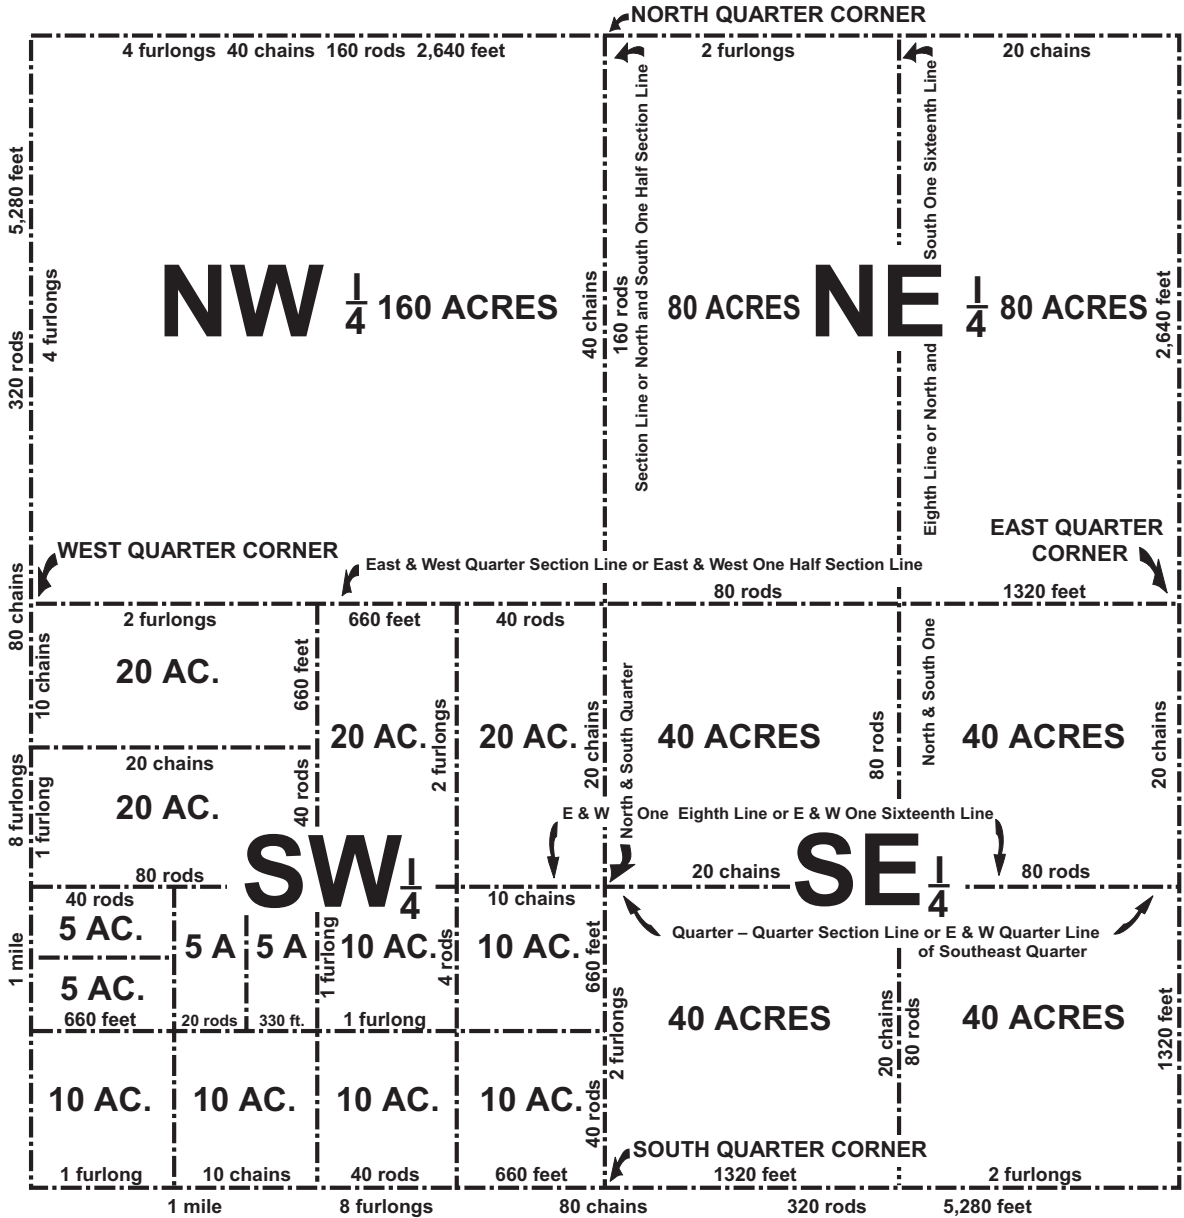 NORTH QUARTER CORNER
4 furlongs 40 chains 160 rods 2,640 feet
2 furlongs
20 chains
5,280 feet
320 rods
4 furlongs
NW 1/4 160 ACRES
40 chains
160 rods
Section Line or North and South One Half Section Line
80 ACRES NE 1/4 80 ACRES
Eighth Line or North and South One Sixteenth Line
2,640 feet
WEST QUARTER CORNER
East & West Quarter Section Line or East & West One Half Section Line
EAST QUARTER
CORNER
80 rods
1320 feet
80 chains
2 furlongs
660 feet
40 rods
10 chains
20 AC.
660 feet
20 AC.
2 furlongs
20 AC.
20 chains
North & South Quarter
40 ACRES
80 rods
North & South One
40 ACRES
20 chains
8 furlongs
1 furlong
20 chains
20 AC.
40 rods
E & W One Eighth Line or E & W One Sixteenth Line
80 rods
SW 1/4
20 chains
SE 1/4
80 rods
40 rods
5 AC.
5 AC.
660 feet
1 mile
5 A
5 A
20 rods
330 ft.
1 furlong
10 AC.
4 rods
1 furlong
10 chains
10 AC.
660 feet
Quarter – Quarter Section Line or E & W Quarter Line
of Southeast Quarter
2 furlongs
40 ACRES
20 chains
80 rods
40 ACRES
1320 feet
10 AC.
10 AC.
10 AC.
10 AC.
40 rods
SOUTH QUARTER CORNER
1 furlong
10 chains
40 rods
660 feet
1320 feet
2 furlongs
1 mile
8 furlongs
80 chains
320 rods
5,280 feet